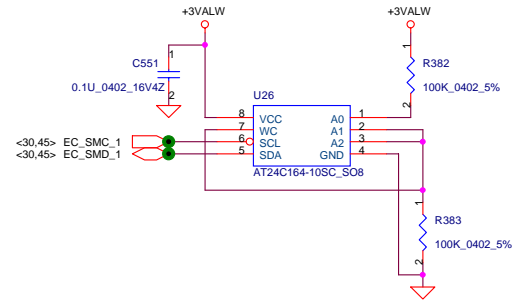 +3VALW
+3VALW
1
C551
0.1U_0402_16V4Z
2
1
R382
100K_0402_5%
2
U26
8 VCC A0 1
7 WC A1 2
<30,45> EC_SMC_1 6 SCL A2 3
<30,45> EC_SMD_1 5 SDA GND 4
AT24C164-10SC_SO8
1
R383
100K_0402_5%
2